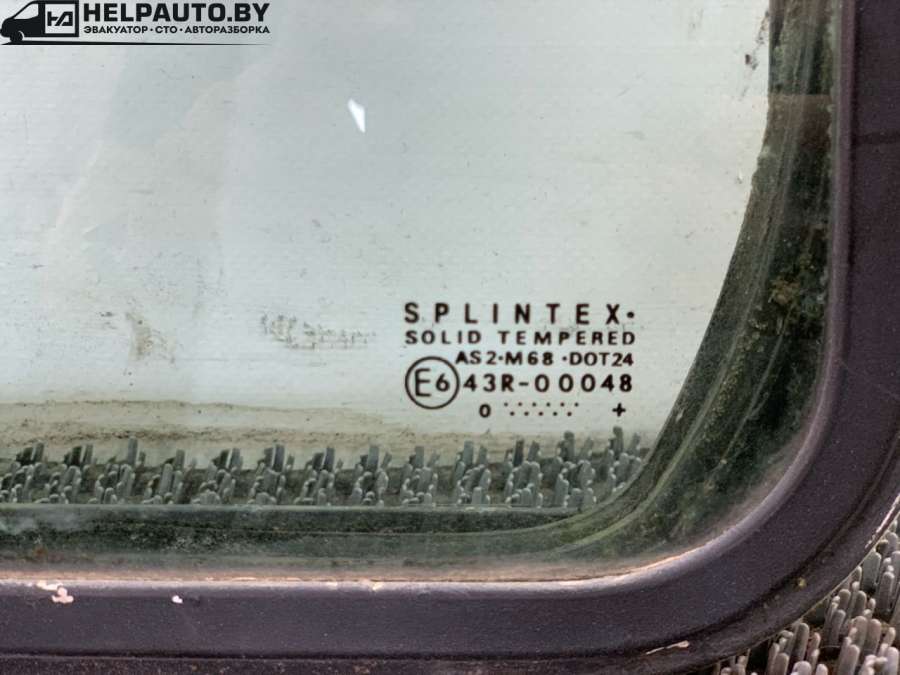 HELPAUTO.BY
ЭВАКУАТОР·СТО·АВТОРАЗБОРКА
SPLINTEX·
SOLID TEMPERED
AS2·M68·DOT24
E6 43R-00048
0 +